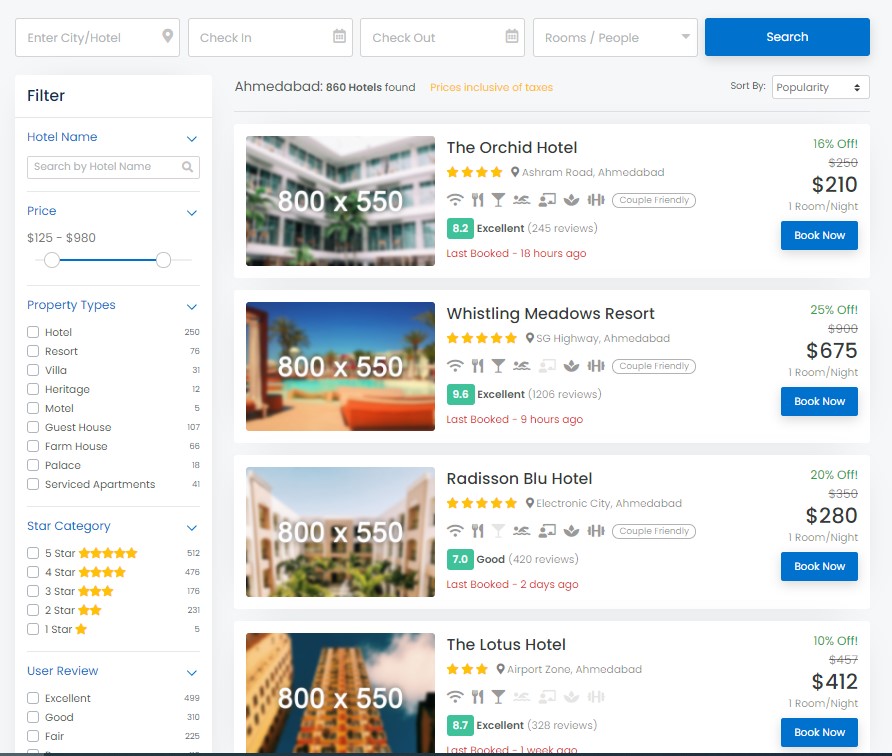 Enter City/Hotel
Check In
Check Out
Rooms / People
Search
Filter
Hotel Name
Search by Hotel Name
Price
$125 - $980
Property Types
Hotel 250
Resort 76
Villa 31
Heritage 12
Motel 5
Guest House 107
Farm House 66
Palace 18
Serviced Apartments 41
Star Category
5 Star 512
4 Star 476
3 Star 176
2 Star 231
1 Star 5
User Review
Excellent 499
Good 310
Fair 225
Ahmedabad: 860 Hotels found Prices inclusive of taxes
Sort By: Popularity
800 x 550
The Orchid Hotel
Ashram Road, Ahmedabad
Couple Friendly
8.2 Excellent (245 reviews)
Last Booked - 18 hours ago
16% Off!
$250
$210
1 Room/Night
Book Now
800 x 550
Whistling Meadows Resort
SG Highway, Ahmedabad
Couple Friendly
9.6 Excellent (1206 reviews)
Last Booked - 9 hours ago
25% Off!
$900
$675
1 Room/Night
Book Now
800 x 550
Radisson Blu Hotel
Electronic City, Ahmedabad
Couple Friendly
7.0 Good (420 reviews)
Last Booked - 2 days ago
20% Off!
$350
$280
1 Room/Night
Book Now
800 x 550
The Lotus Hotel
Airport Zone, Ahmedabad
8.7 Excellent (328 reviews)
Last Booked - 1 week ago
10% Off!
$457
$412
1 Room/Night
Book Now